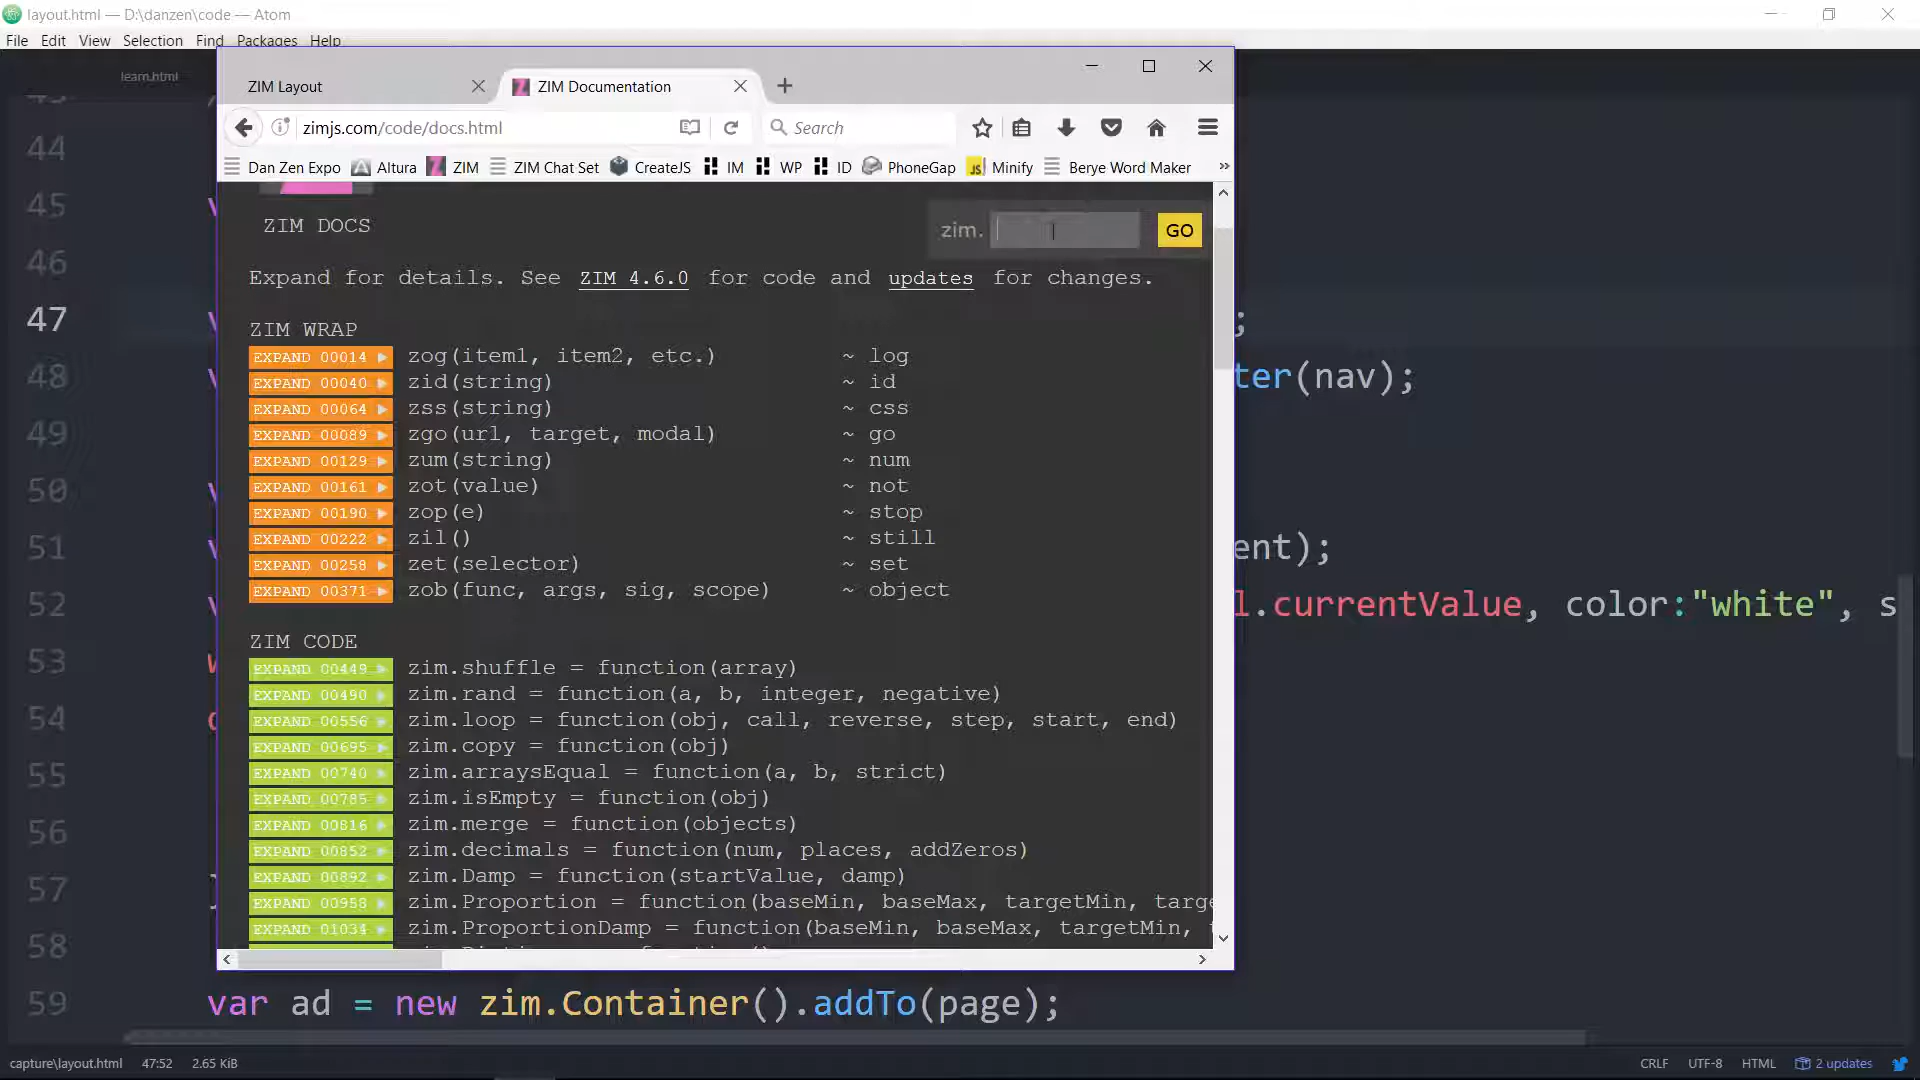 layout.html — D:\danzen\code — Atom
File Edit View Selection Find Packages Help
learn.html
ZIM Layout
ZIM Documentation
zimjs.com/code/docs.html
Search
Dan Zen Expo Altura ZIM ZIM Chat Set CreateJS IM WP ID PhoneGap JS Minify Berye Word Maker »
ZIM DOCS
zim. GO
Expand for details. See ZIM 4.6.0 for code and updates for changes.
ZIM WRAP
EXPAND 00014 zog(item1, item2, etc.) ~ log
EXPAND 00040 zid(string) ~ id
EXPAND 00064 zss(string) ~ css
EXPAND 00089 zgo(url, target, modal) ~ go
EXPAND 00129 zum(string) ~ num
EXPAND 00161 zot(value) ~ not
EXPAND 00190 zop(e) ~ stop
EXPAND 00222 zil() ~ still
EXPAND 00258 zet(selector) ~ set
EXPAND 00371 zob(func, args, sig, scope) ~ object
ZIM CODE
EXPAND 00449 zim.shuffle = function(array)
EXPAND 00490 zim.rand = function(a, b, integer, negative)
EXPAND 00556 zim.loop = function(obj, call, reverse, step, start, end)
EXPAND 00695 zim.copy = function(obj)
EXPAND 00740 zim.arraysEqual = function(a, b, strict)
EXPAND 00785 zim.isEmpty = function(obj)
EXPAND 00816 zim.merge = function(objects)
EXPAND 00852 zim.decimals = function(num, places, addZeros)
EXPAND 00892 zim.Damp = function(startValue, damp)
EXPAND 00958 zim.Proportion = function(baseMin, baseMax, targetMin, targe
EXPAND 01034 zim.ProportionDamp = function(baseMin, baseMax, targetMin,
44
45
46
47 ;
48 ter(nav);
49
50
51 ent);
52 l.currentValue, color:"white", s
53
54
55
56
57
58
59 var ad = new zim.Container().addTo(page);
capture\layout.html 47:52 2.65 KiB CRLF UTF-8 HTML 2 updates